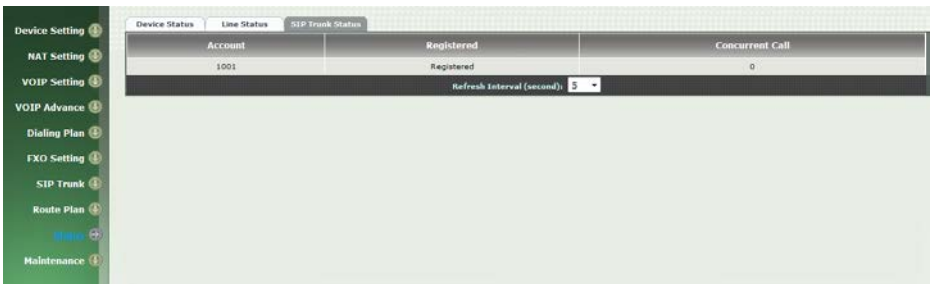 Device Setting
NAT Setting
VOIP Setting
VOIP Advance
Dialing Plan
FXO Setting
SIP Trunk
Route Plan
Status
Maintenance
Device Status Line Status SIP Trunk Status
Account Registered Concurrent Call
1001 Registered 0
Refresh Interval (second): 5